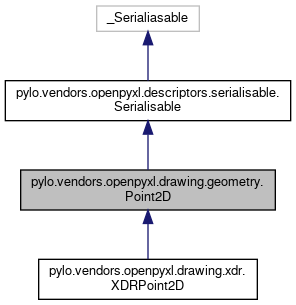 _Serialiasable
pylo.vendors.openpyxl.descriptors.serialisable.
Serialisable
pylo.vendors.openpyxl.drawing.geometry.
Point2D
pylo.vendors.openpyxl.drawing.xdr.
XDRPoint2D